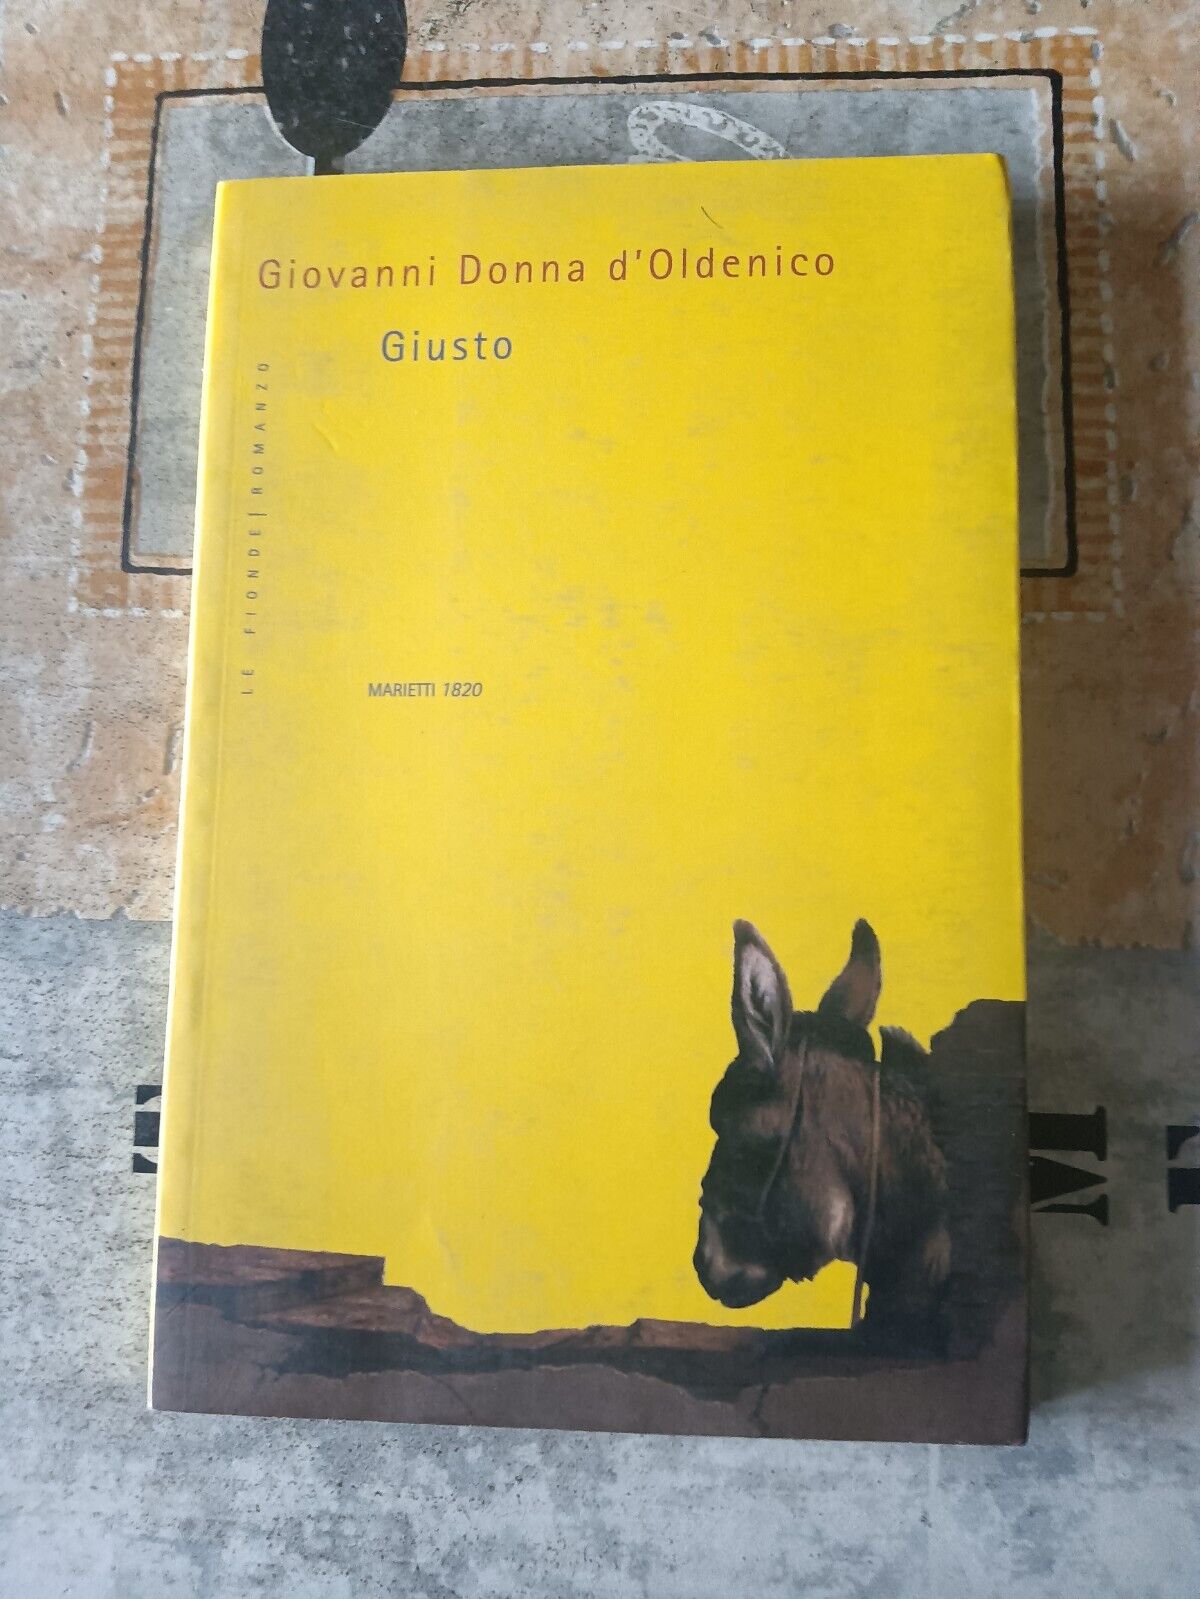 Giovanni Donna d'Oldenico
Giusto
LE FIONDE | ROMANZO
MARIETTI 1820
M